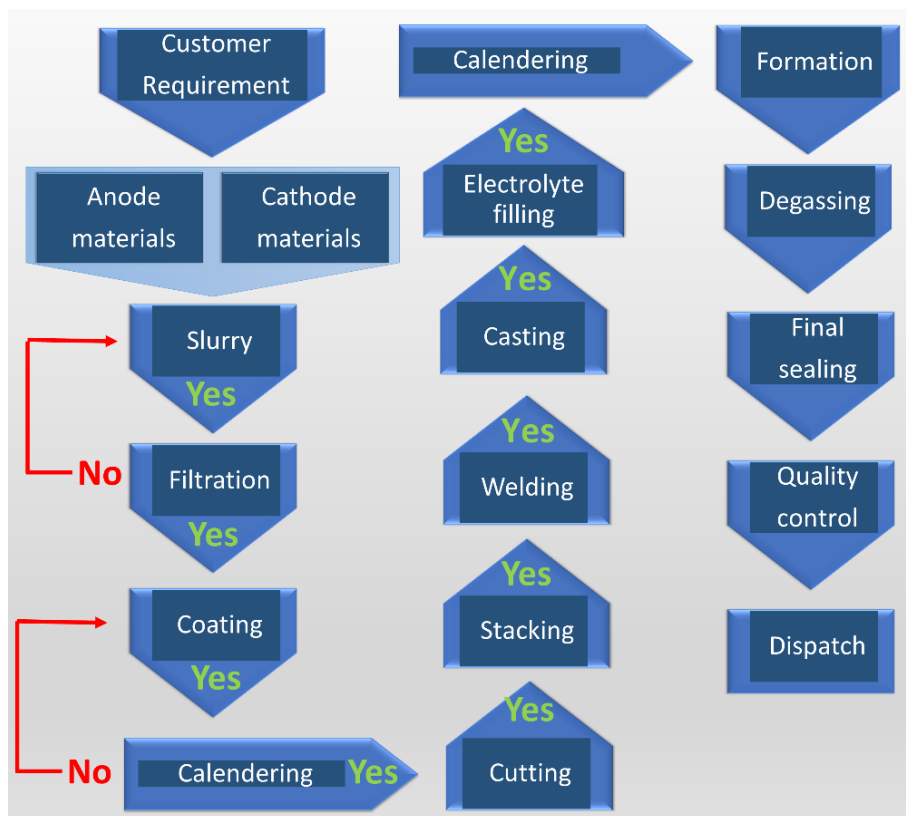 Customer
Requirement
Anode
materials
Cathode
materials
Slurry
Yes
No
Filtration
Yes
Coating
Yes
No
Calendering
Yes
Cutting
Yes
Stacking
Yes
Welding
Yes
Casting
Yes
Electrolyte
filling
Yes
Calendering
Formation
Degassing
Final
sealing
Quality
control
Dispatch